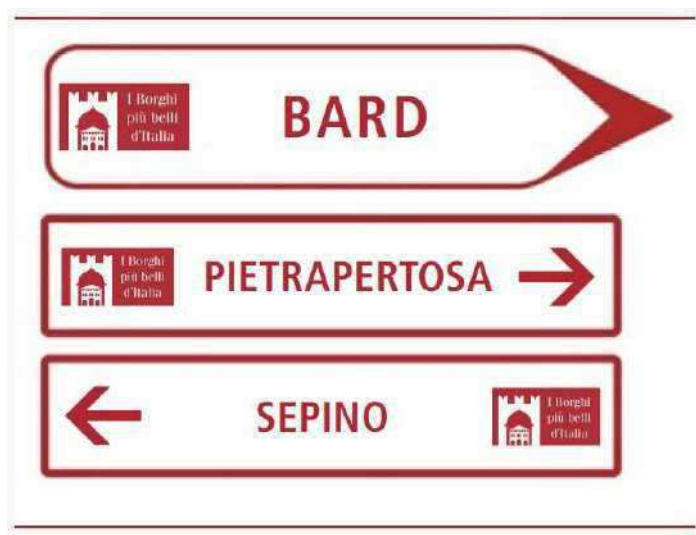 I Borghi
più belli
d'Italia
BARD
I Borghi
più belli
d'Italia
PIETRAPERTOSA
SEPINO
I Borghi
più belli
d'Italia